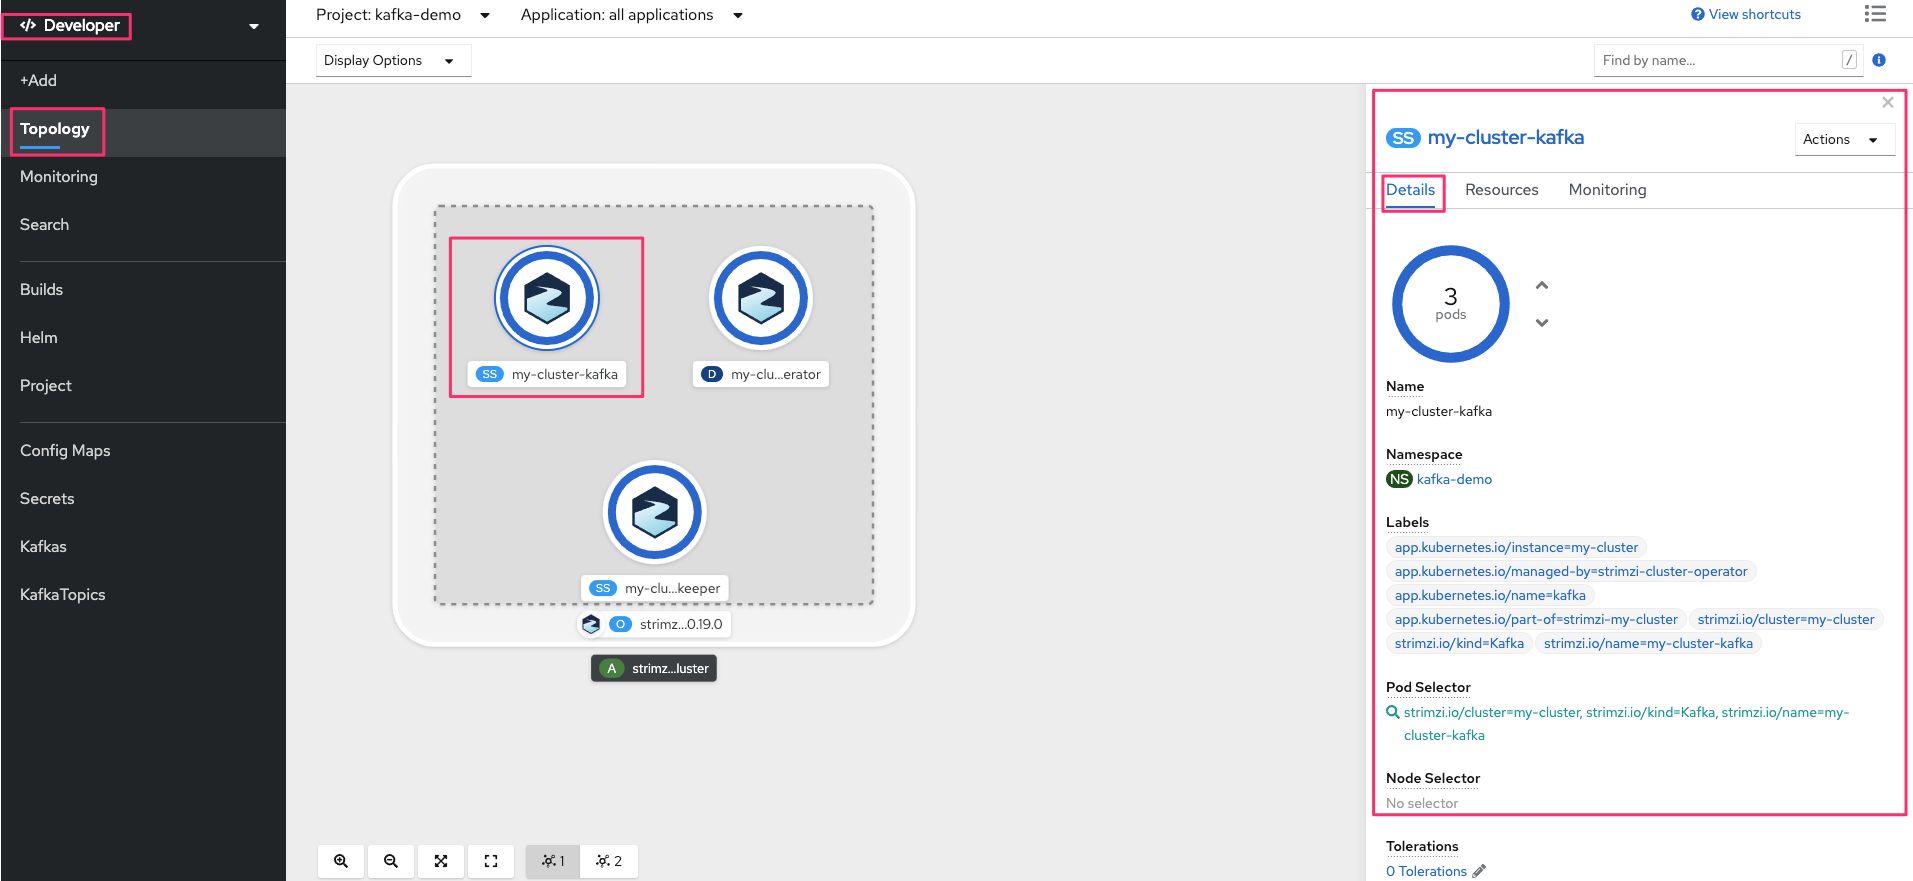 </> Developer
Project: kafka-demo
Application: all applications
View shortcuts
Display Options
Find by name...
/
+Add
Topology
Monitoring
Search
Builds
Helm
Project
Config Maps
Secrets
Kafkas
KafkaTopics
SS my-cluster-kafka
D my-clu...erator
SS my-clu...keeper
O strimz...0.19.0
A strimz...luster
1
2
SS my-cluster-kafka
Actions
Details Resources Monitoring
3
pods
Name
my-cluster-kafka
Namespace
NS kafka-demo
Labels
app.kubernetes.io/instance=my-cluster
app.kubernetes.io/managed-by=strimzi-cluster-operator
app.kubernetes.io/name=kafka
app.kubernetes.io/part-of=strimzi-my-cluster strimzi.io/cluster=my-cluster
strimzi.io/kind=Kafka strimzi.io/name=my-cluster-kafka
Pod Selector
strimzi.io/cluster=my-cluster, strimzi.io/kind=Kafka, strimzi.io/name=my-
cluster-kafka
Node Selector
No selector
Tolerations
0 Tolerations